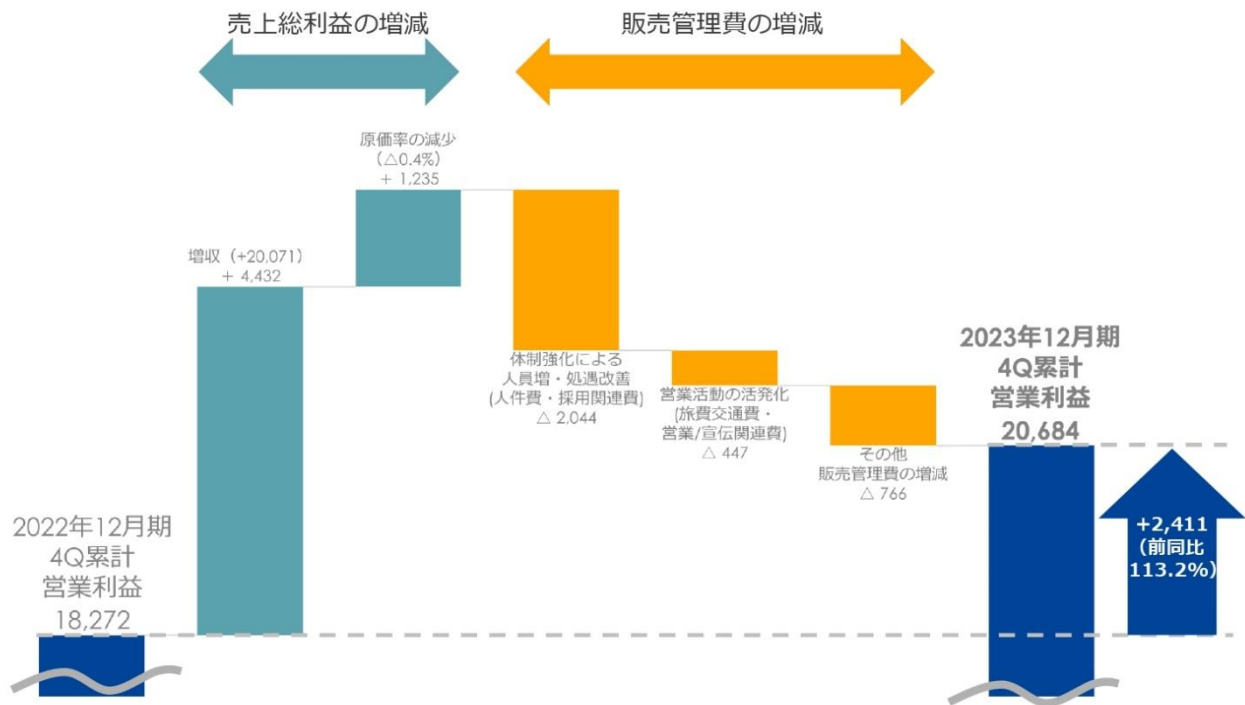 売上総利益の増減
販売管理費の増減
原価率の減少
(△0.4%)
+ 1,235
増収（+20,071）
+ 4,432
体制強化による
人員増・処遇改善
(人件費・採用関連費)
△ 2,044
営業活動の活発化
(旅費交通費・
営業/宣伝関連費)
△ 447
その他
販売管理費の増減
△ 766
2022年12月期
4Q累計
営業利益
18,272
2023年12月期
4Q累計
営業利益
20,684
+2,411
(前同比
113.2%)